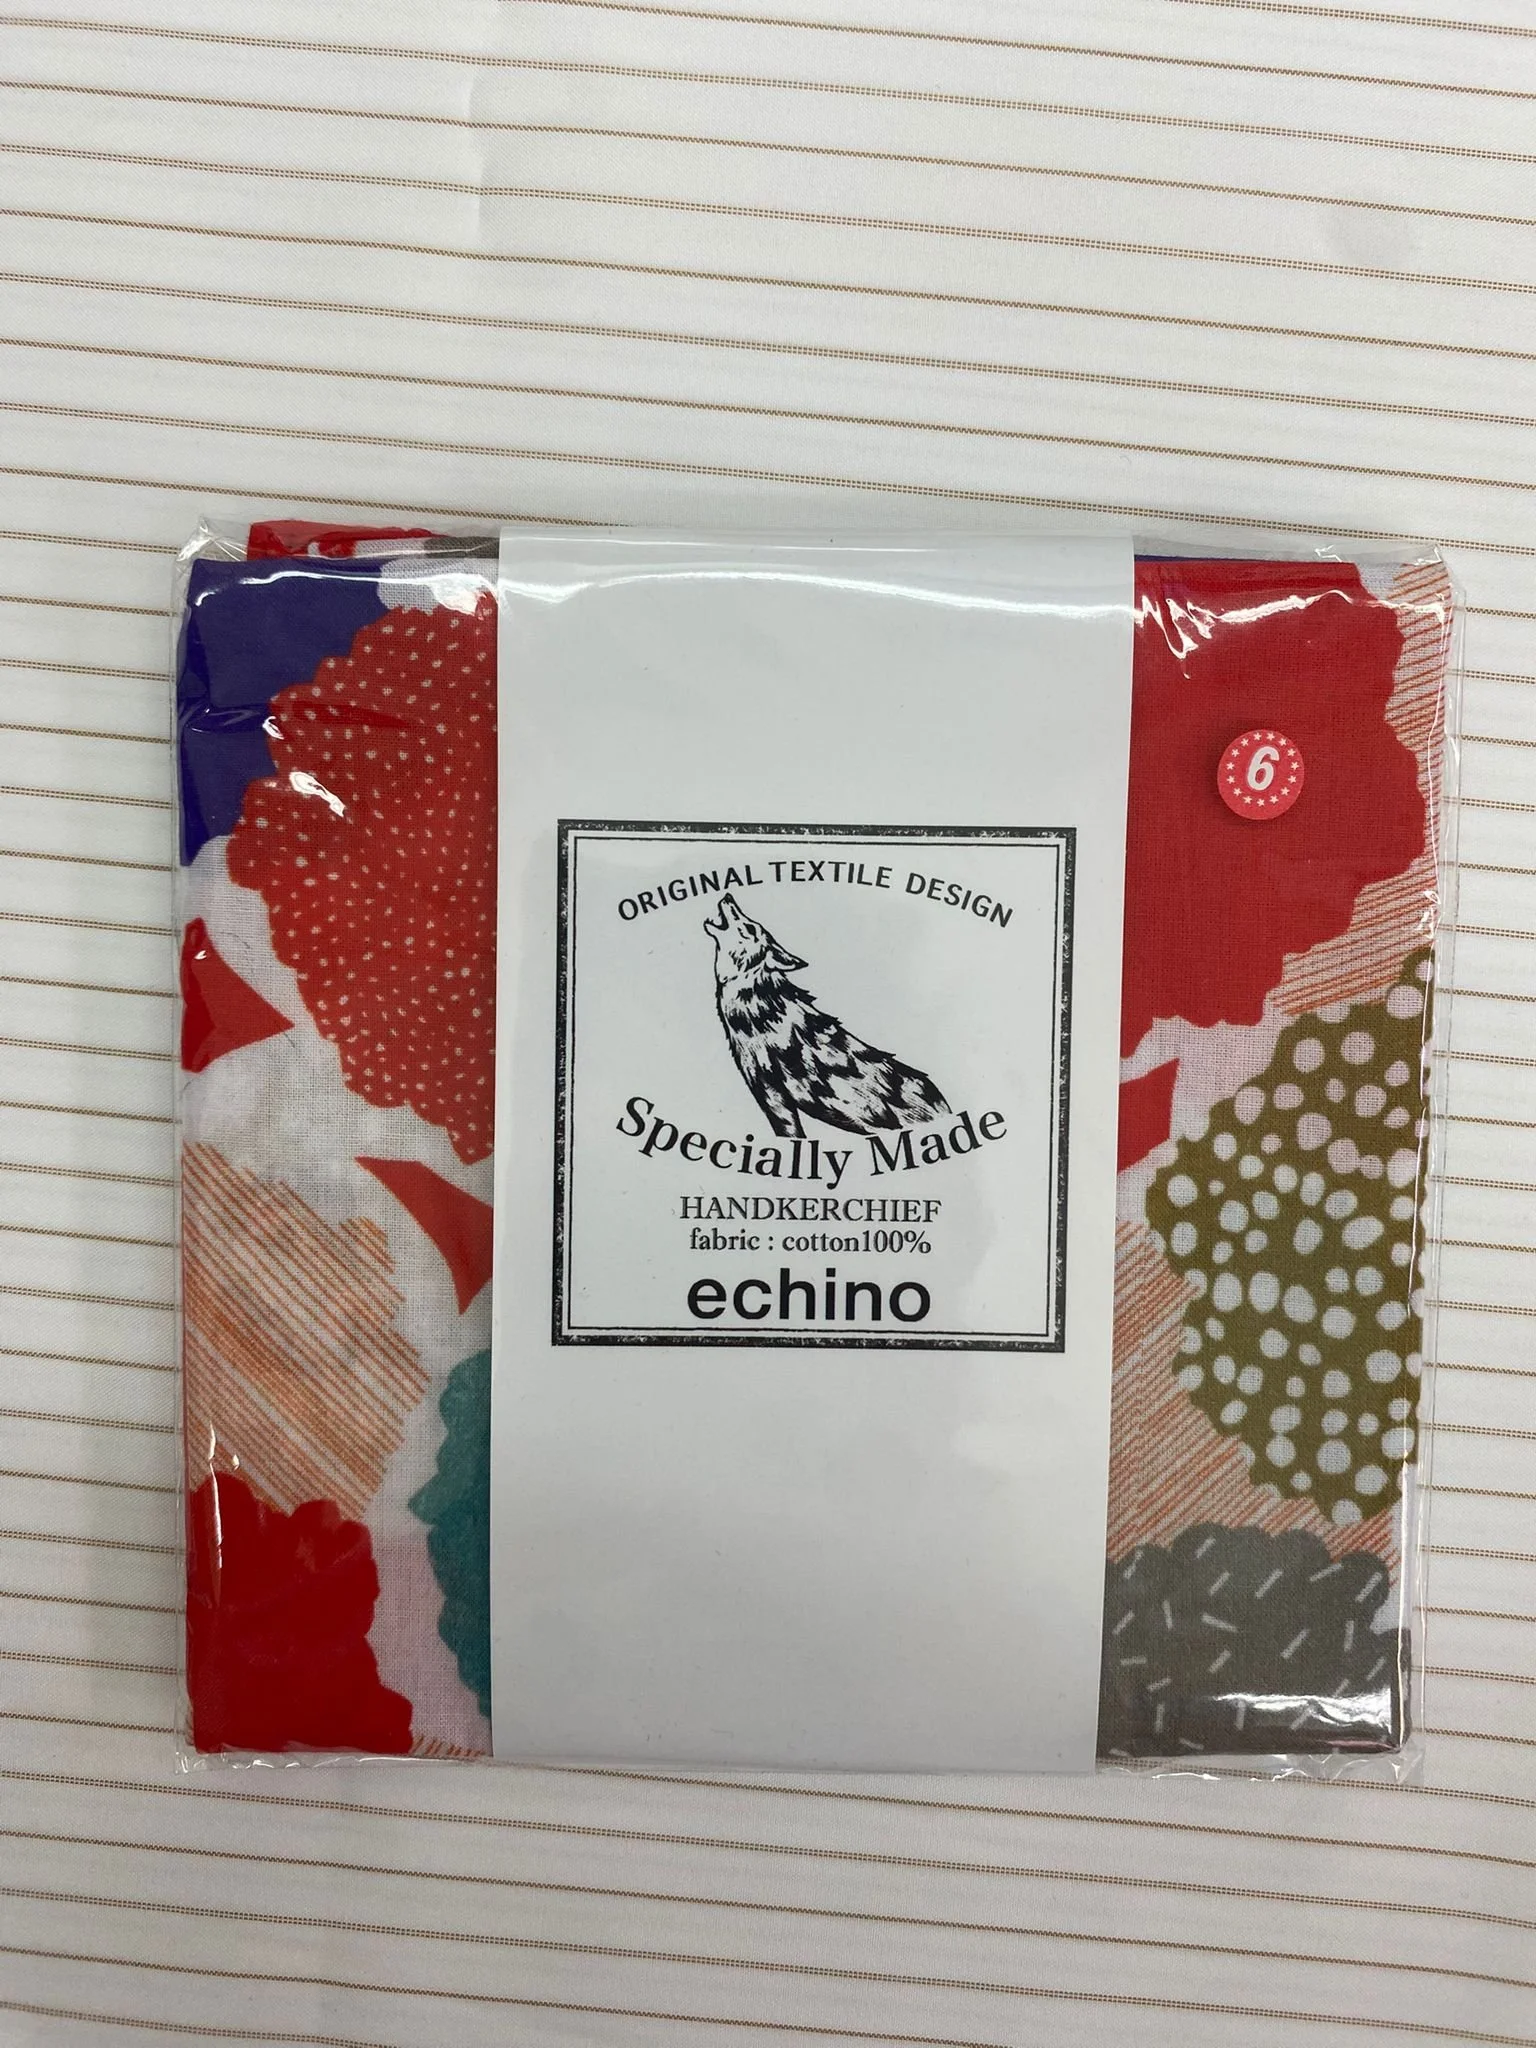 6
ORIGINAL TEXTILE DESIGN
Specially Made
HANDKERCHIEF
fabric : cotton100%
echino